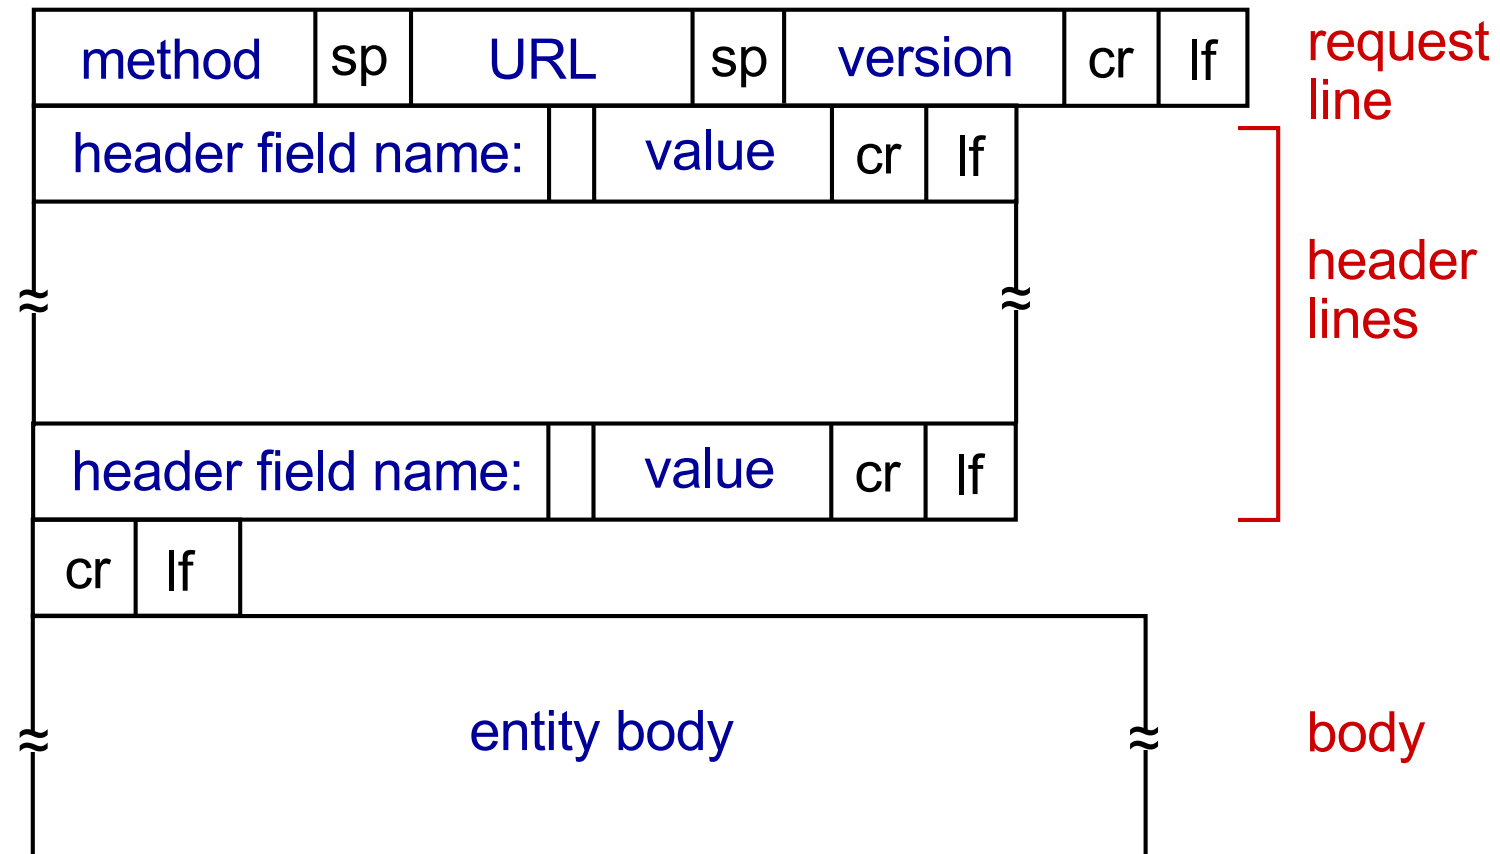 method sp URL sp version cr lf request
line
header field name: value cr lf
header
lines
header field name: value cr lf
cr lf
entity body body